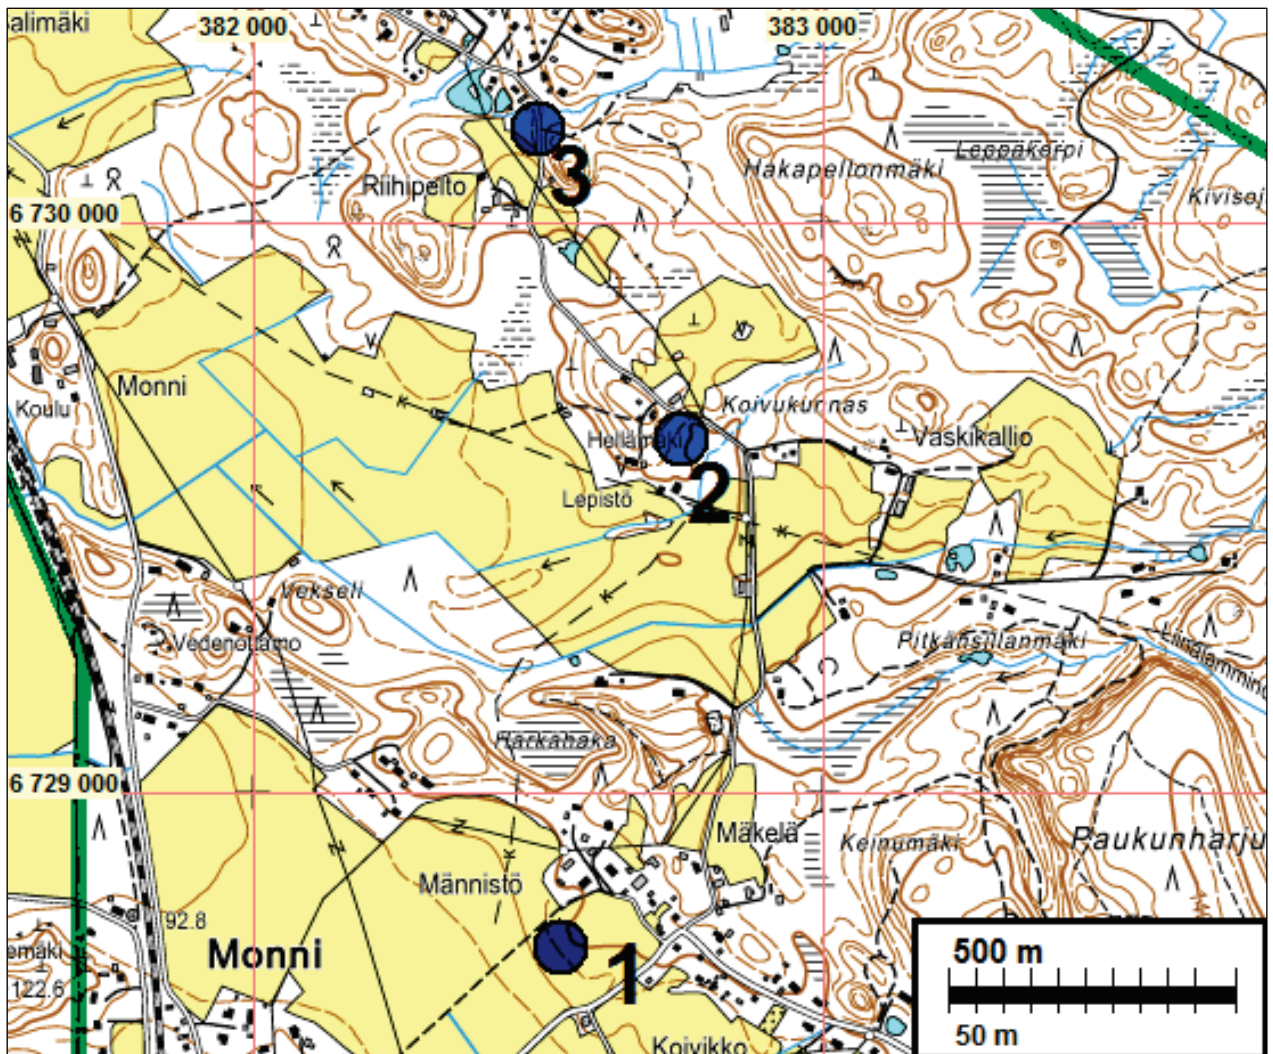 alimäki
382 000
383 000
3
Hakapellonmäki
Leppäkorpi
Riihipelto
Kivisoj
6 730 000
Monni
Koulu
Koivukunnas
Hellämäki
Vaskikallio
Lepistö
2
Vekseli
Vedenottamo
Pitkänsillanmäki
Harkahaka
6 729 000
Mäkelä
Keinumäki
Paukunharju
Männistö
92.8
Monni
emäki
122.6
1
500 m
50 m
Koivikko